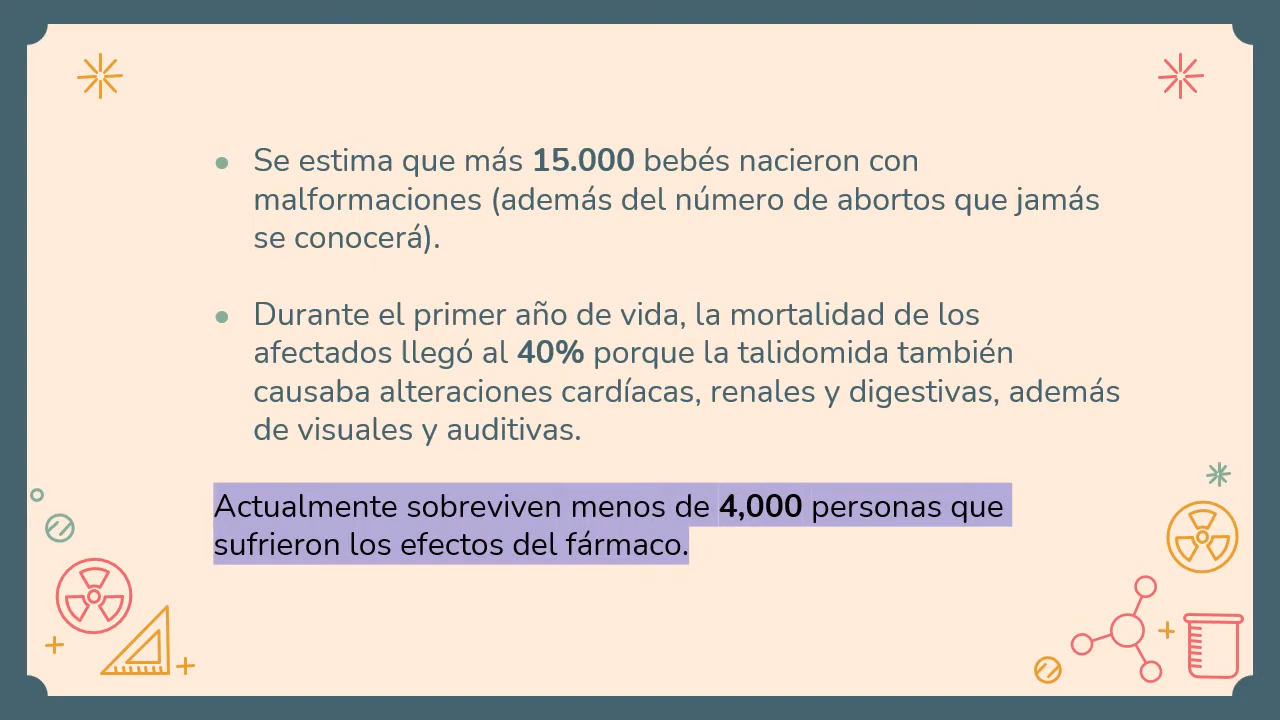 Se estima que más 15.000 bebés nacieron con
malformaciones (además del número de abortos que jamás
se conocerá).
Durante el primer año de vida, la mortalidad de los
afectados llegó al 40% porque la talidomida también
causaba alteraciones cardíacas, renales y digestivas, además
de visuales y auditivas.
Actualmente sobreviven menos de 4,000 personas que
sufrieron los efectos del fármaco.